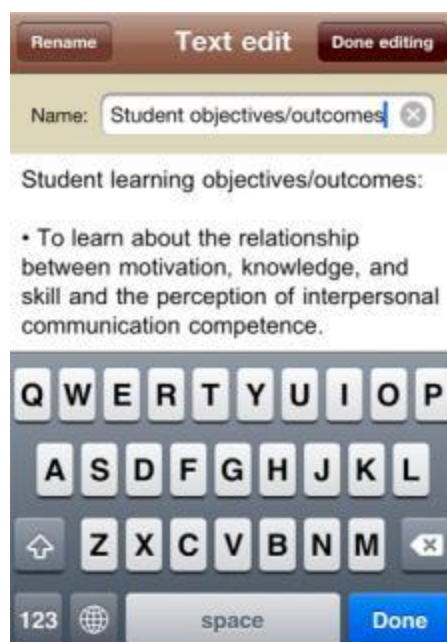 Rename Text edit Done editing
Name: Student objectives/outcomes
Student learning objectives/outcomes:
• To learn about the relationship
between motivation, knowledge, and
skill and the perception of interpersonal
communication competence.
Q W E R T Y U I O P
A S D F G H J K L
Z X C V B N M
123 space Done